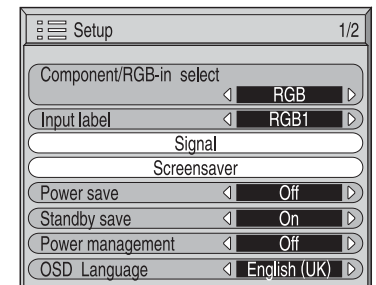 Setup 1/2
Component/RGB-in select
RGB
Input label RGB1
Signal
Screensaver
Power save Off
Standby save On
Power management Off
OSD Language English (UK)